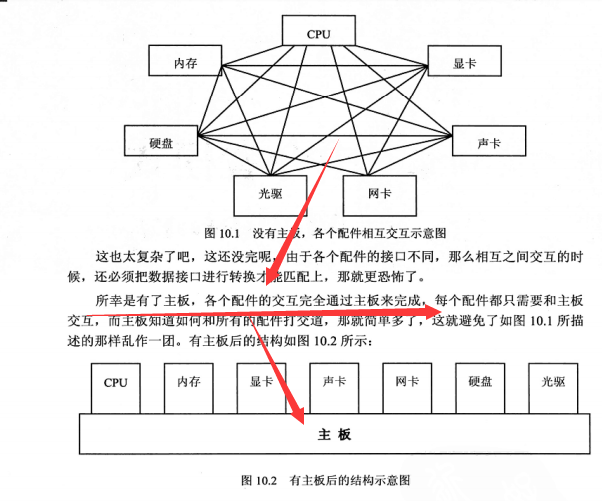 CPU
内存
显卡
硬盘
声卡
光驱
网卡
图 10.1 没有主板，各个配件相互交互示意图
这也太复杂了吧，这还没完呢，由于各个配件的接口不同，那么相互之间交互的时
候，还必须把数据接口进行转换才能匹配上，那就更恐怖了。
所幸是有了主板，各个配件的交互完全通过主板来完成，每个配件都只需要和主板
交互，而主板知道如何和所有的配件打交道，那就简单多了，这就避免了如图 10.1 所描
述的那样乱作一团。有主板后的结构如图 10.2 所示：
CPU 内存 显卡 声卡 网卡 硬盘 光驱
主 板
图 10.2 有主板后的结构示意图